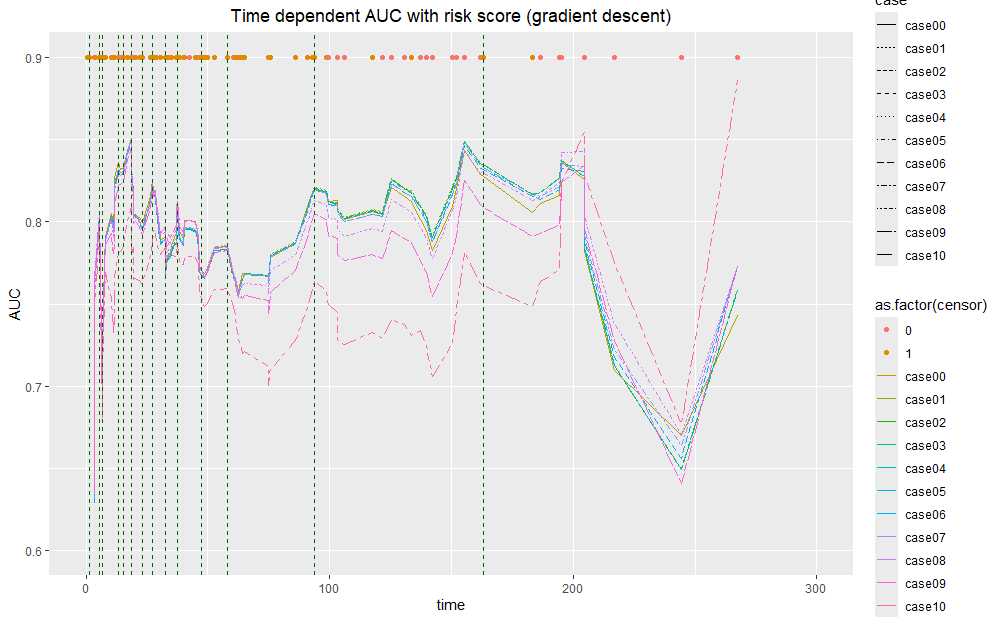 Time dependent AUC with risk score (gradient descent)
0.9
0.8
0.7
0.6
AUC
0
100
200
300
time
case
case00
case01
case02
case03
case04
case05
case06
case07
case08
case09
case10
as.factor(censor)
0
1
case00
case01
case02
case03
case04
case05
case06
case07
case08
case09
case10